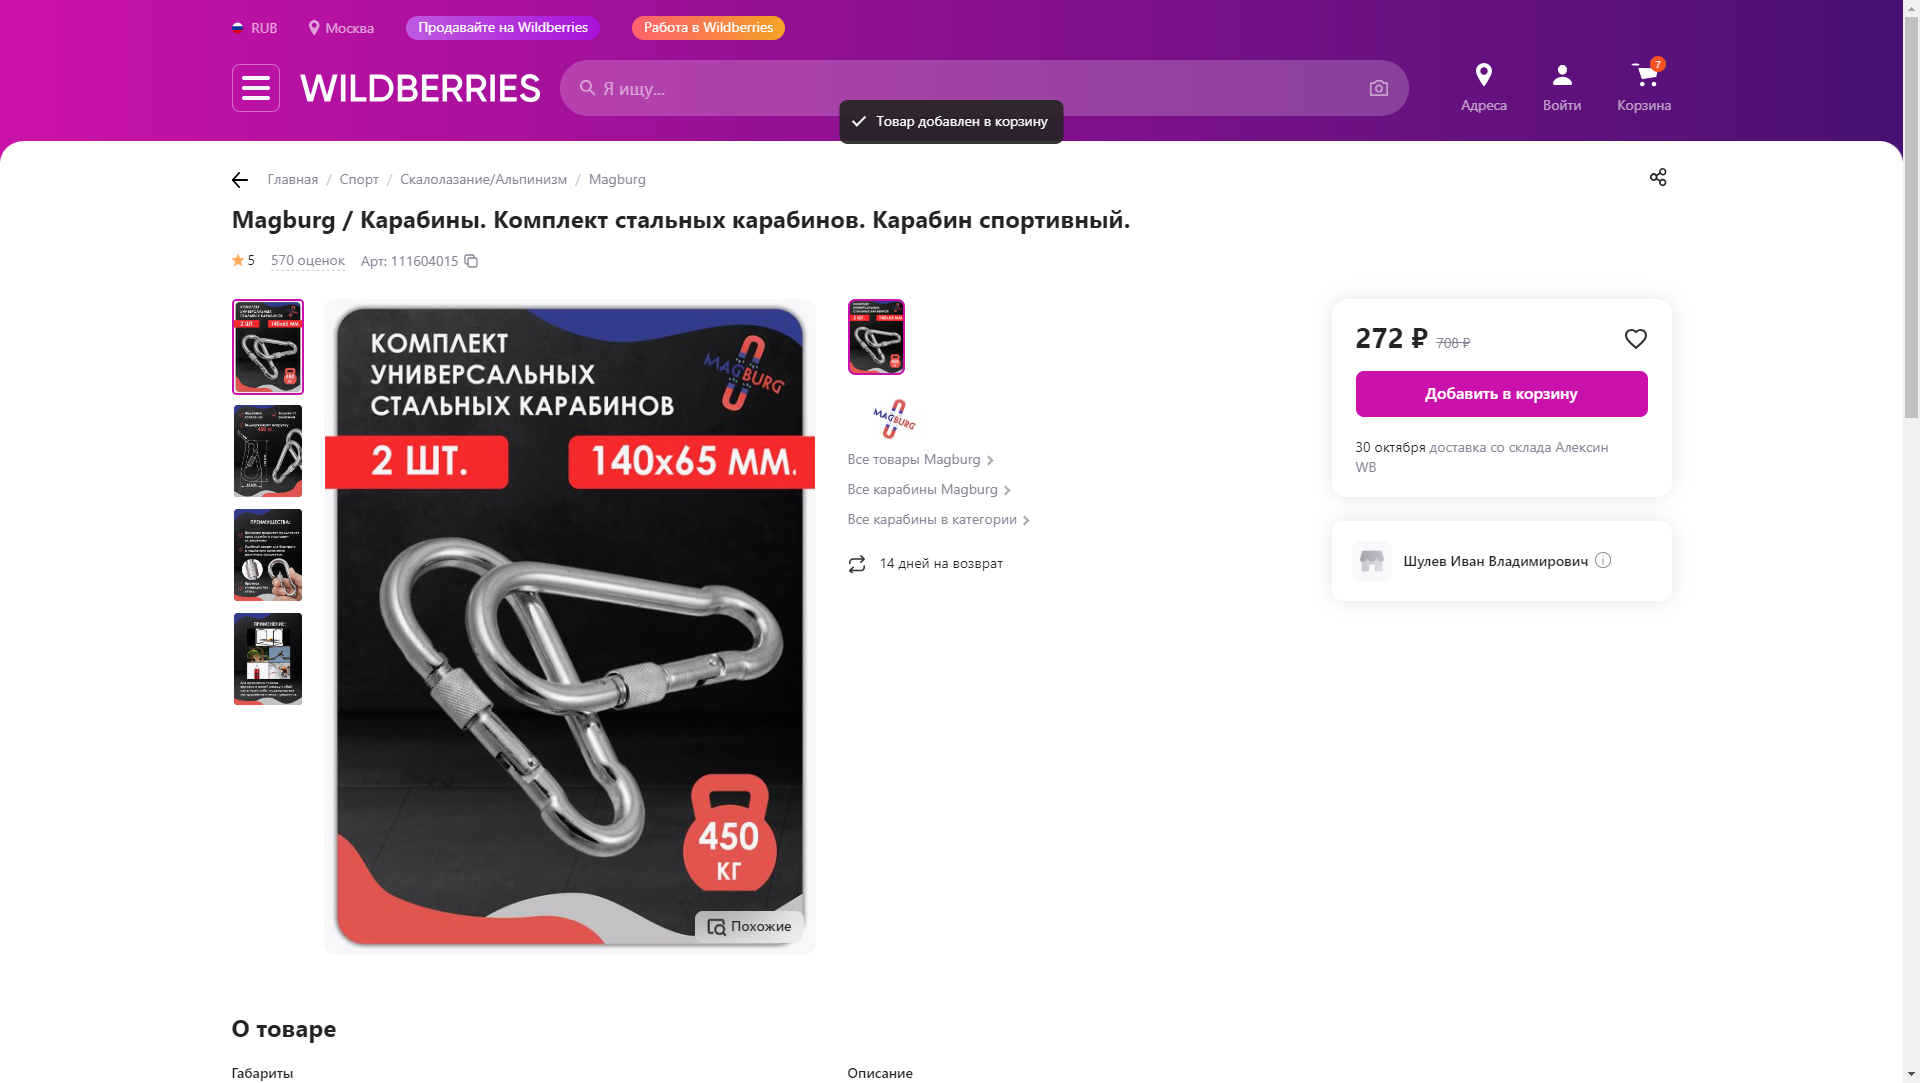 RUB
Москва
Продавайте на Wildberries
Работа в Wildberries
WILDBERRIES
Я ищу...
Адреса
Войти
7
Корзина
Товар добавлен в корзину
Главная / Спорт / Скалолазание/Альпинизм / Magburg
Magburg / Карабины. Комплект стальных карабинов. Карабин спортивный.
5
570 оценок
Арт: 111604015
КОМПЛЕКТ
УНИВЕРСАЛЬНЫХ
СТАЛЬНЫХ КАРАБИНОВ
MAGBURG
2 ШТ.
140х65 ММ.
450
КГ
Похожие
ПРЕИМУЩЕСТВА:
ПРИМЕНЕНИЕ:
MAGBURG
Все товары Magburg
Все карабины Magburg
Все карабины в категории
14 дней на возврат
272 ₽ 708 ₽
Добавить в корзину
30 октября доставка со склада Алексин
WB
Шулев Иван Владимирович
О товаре
Габариты
Описание